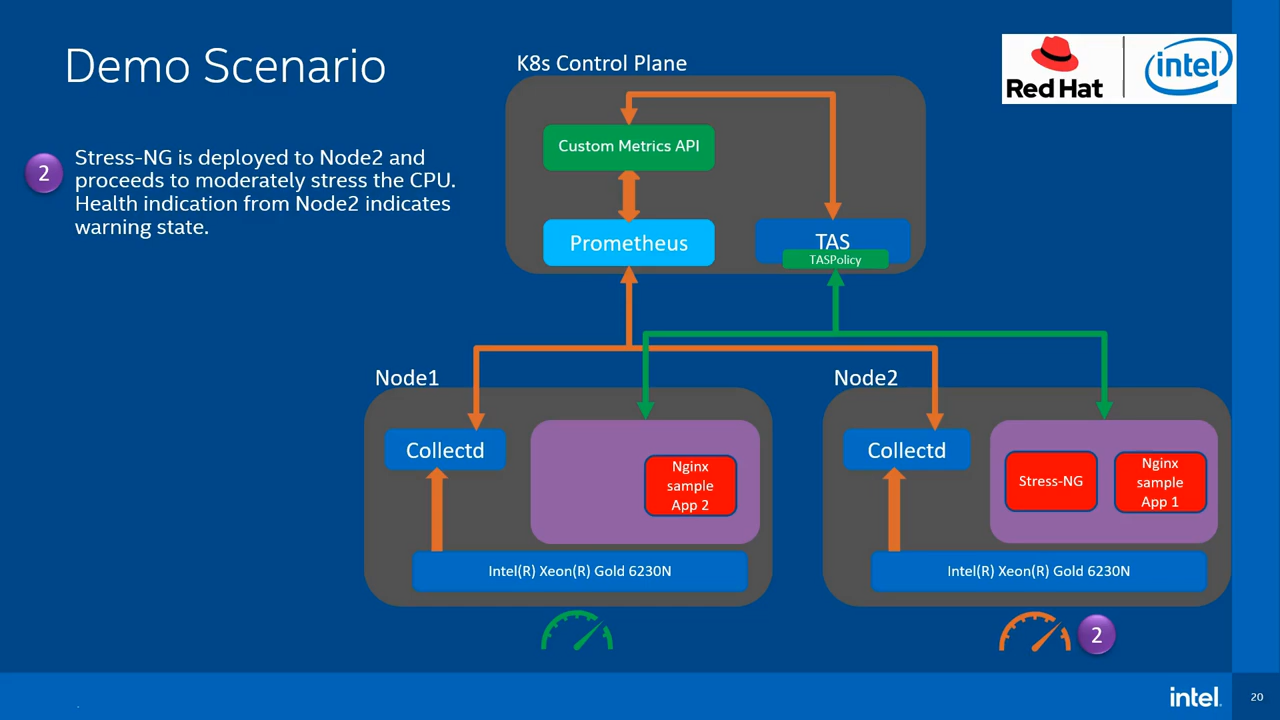 Demo Scenario
K8s Control Plane
Red Hat
intel
2
Stress-NG is deployed to Node2 and
proceeds to moderately stress the CPU.
Health indication from Node2 indicates
warning state.
Custom Metrics API
Prometheus
TAS
TASPolicy
Node1
Collectd
Nginx
sample
App 2
Intel(R) Xeon(R) Gold 6230N
Node2
Collectd
Stress-NG
Nginx
sample
App 1
Intel(R) Xeon(R) Gold 6230N
2
intel.
20